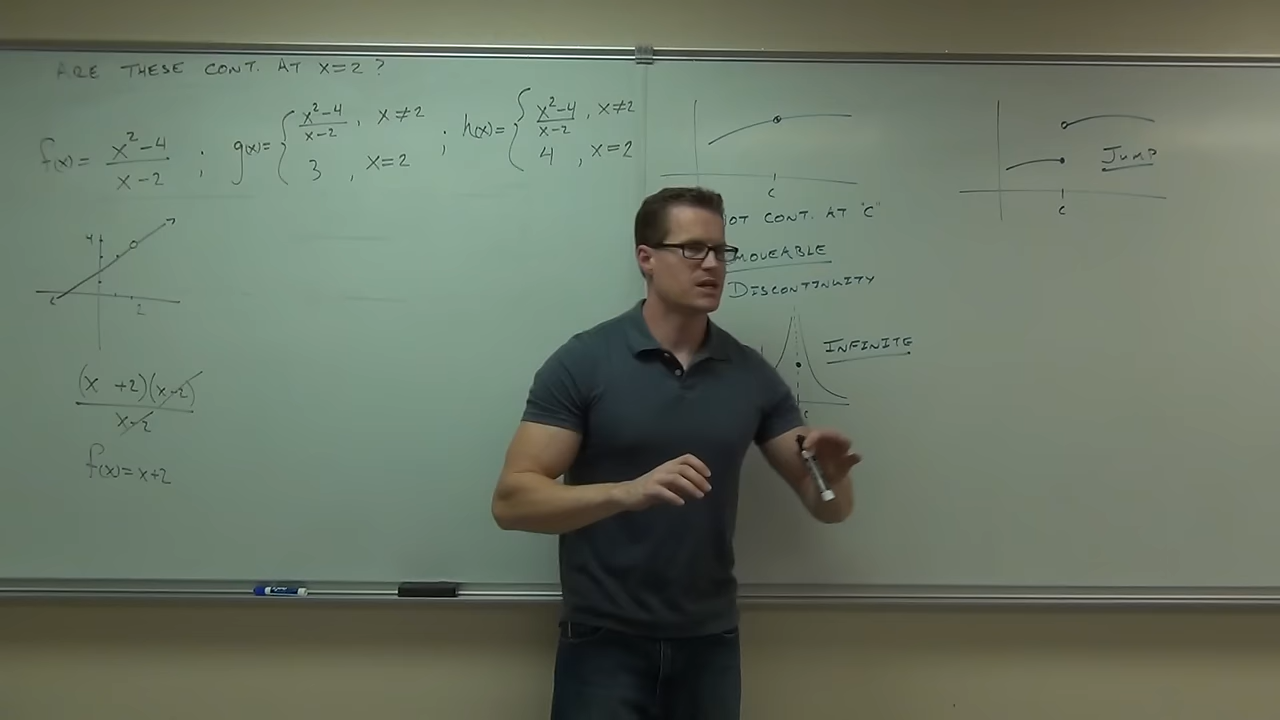 ARE THESE CONT. AT X=2?
f(x)= x²-4 / x-2 ; g(x)= { x²-4 / x-2 , x≠2 ; h(x)= { x²-4 / x-2 , x≠2
3 , x=2
4 , x=2
4
2
(x +2)(x-2)
x-2
f(x)=x+2
C
OT CONT. AT "C"
MOVEABLE
DISCONTINUITY
INFINITE
C
JUMP
C